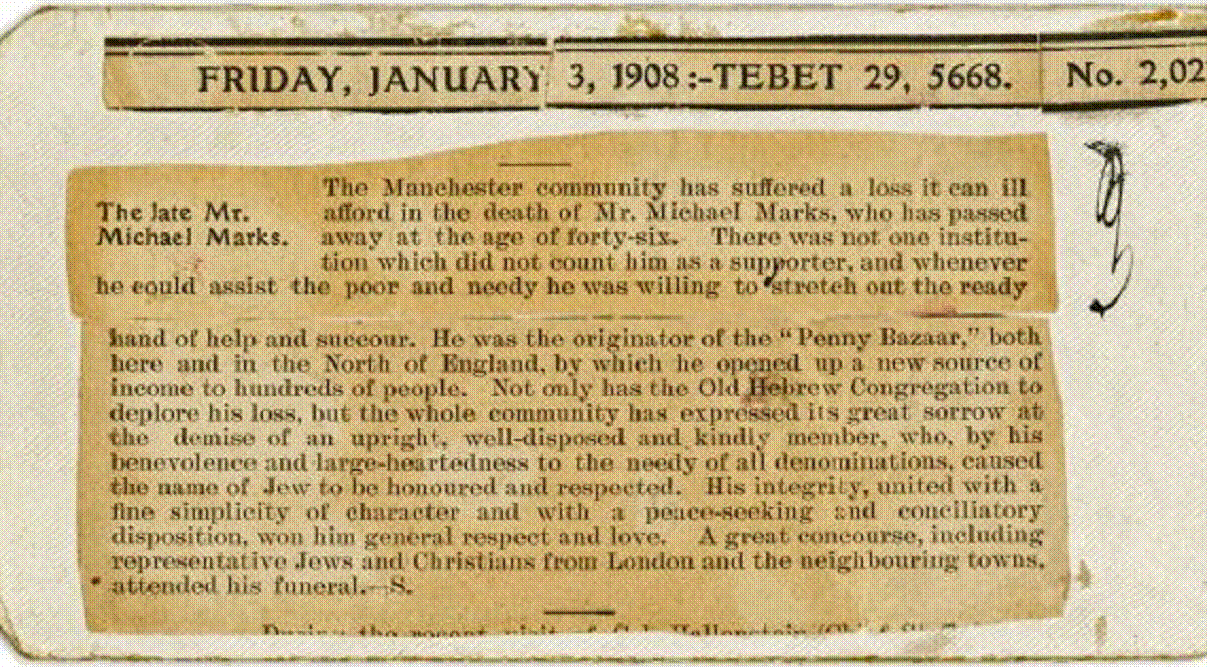 FRIDAY, JANUARY 3, 1908:-TEBET 29, 5668. No. 2,02
The late Mr.
Michael Marks.
The Manchester community has suffered a loss it can ill
afford in the death of Mr. Michael Marks, who has passed
away at the age of forty-six. There was not one institu-
tion which did not count him as a supporter, and whenever
he could assist the poor and needy he was willing to stretch out the ready
hand of help and succour. He was the originator of the "Penny Bazaar," both
here and in the North of England, by which he opened up a new source of
income to hundreds of people. Not only has the Old Hebrew Congregation to
deplore his loss, but the whole community has expressed its great sorrow at
the demise of an upright, well-disposed and kindly member, who, by his
benevolence and large-heartedness to the needy of all denominations, caused
the name of Jew to be honoured and respected. His integrity, united with a
fine simplicity of character and with a peace-seeking and conciliatory
disposition, won him general respect and love. A great concourse, including
representative Jews and Christians from London and the neighbouring towns,
attended his funeral.—S.
During the recent visit of